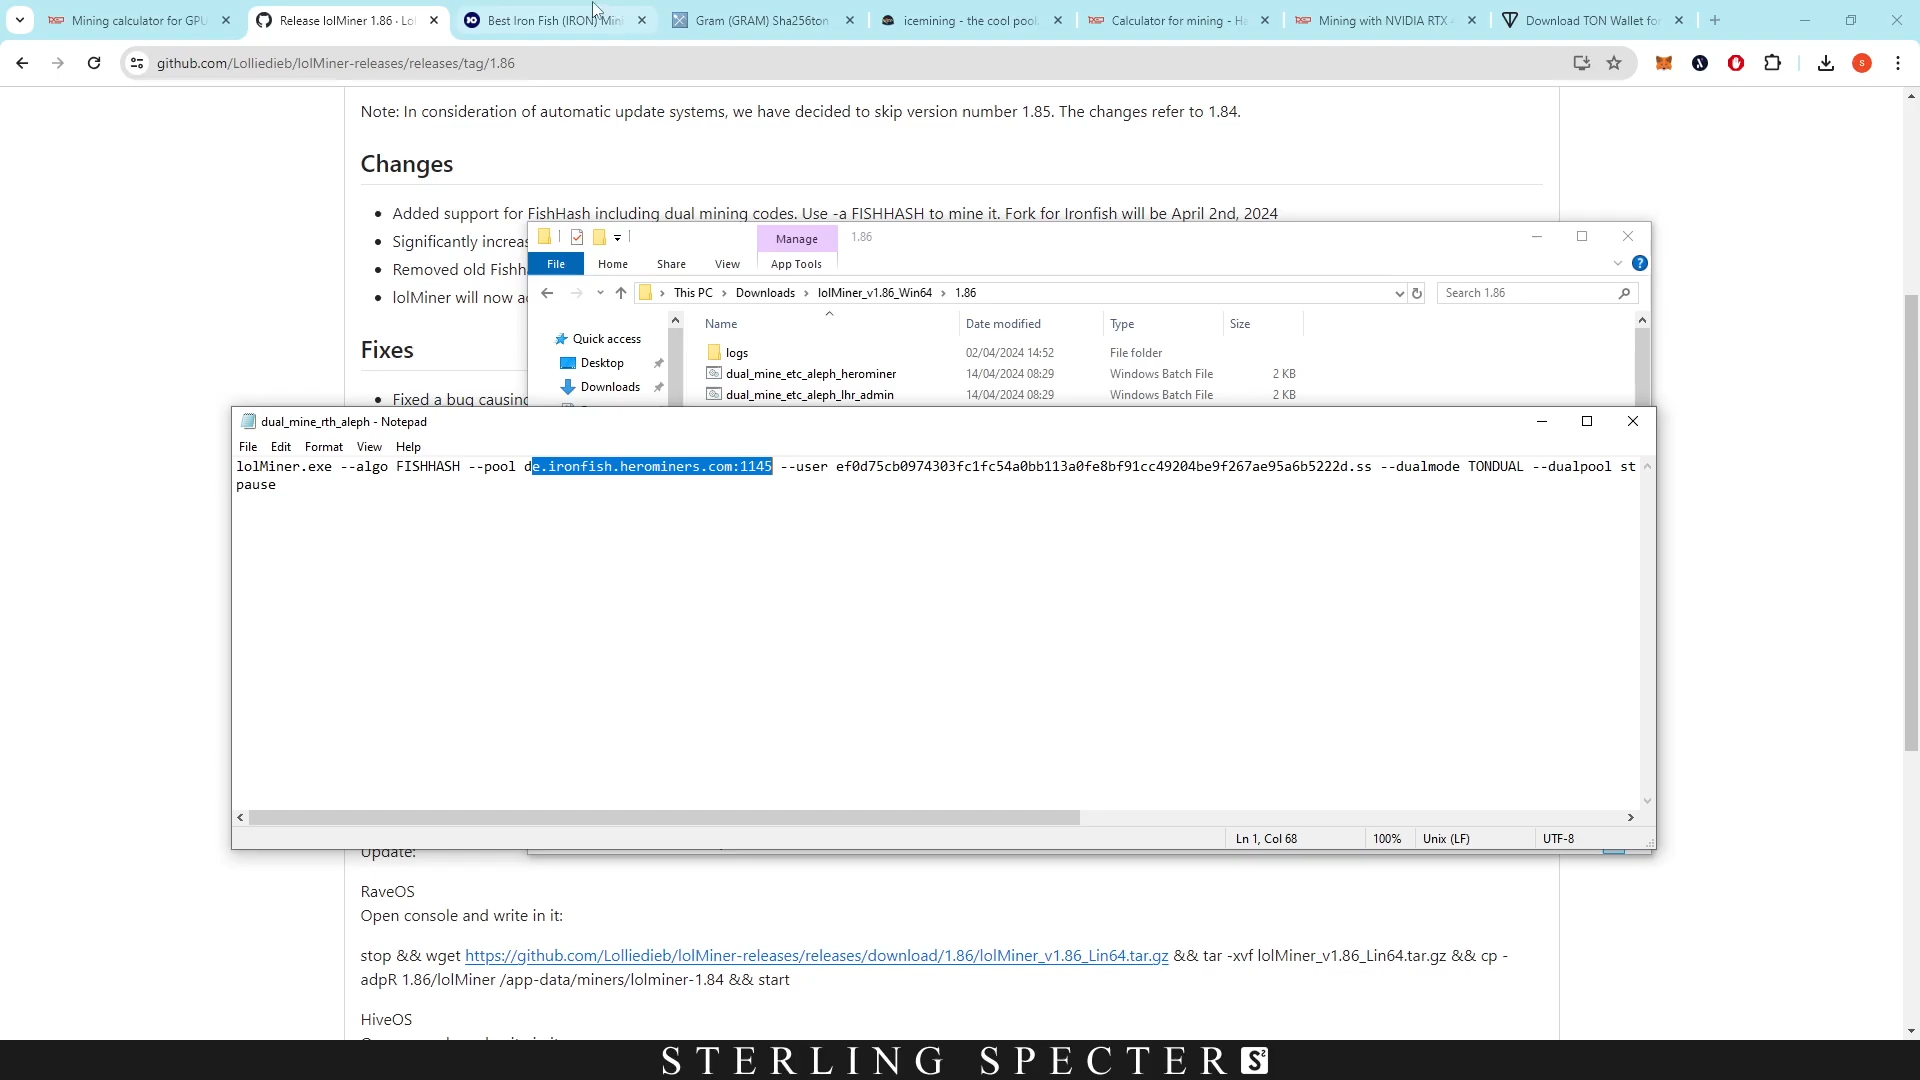 Mining calculator for GPU
Release lolMiner 1.86 · Lol
Best Iron Fish (IRON) Mini
Gram (GRAM) Sha256ton
icemining - the cool pool.
Calculator for mining - Ha
Mining with NVIDIA RTX
Download TON Wallet for
github.com/Lolliedieb/lolMiner-releases/releases/tag/1.86
Note: In consideration of automatic update systems, we have decided to skip version number 1.85. The changes refer to 1.84.
Changes
Added support for FishHash including dual mining codes. Use -a FISHHASH to mine it. Fork for Ironfish will be April 2nd, 2024
Significantly increas
Removed old Fishh
lolMiner will now a
Fixes
Fixed a bug causing
Manage
1.86
File
Home
Share
View
App Tools
This PC
Downloads
lolMiner_v1.86_Win64
1.86
Search 1.86
Name
Date modified
Type
Size
Quick access
Desktop
Downloads
logs 02/04/2024 14:52 File folder
dual_mine_etc_aleph_herominer 14/04/2024 08:29 Windows Batch File 2 KB
dual_mine_etc_aleph_lhr_admin 14/04/2024 08:29 Windows Batch File 2 KB
dual_mine_rth_aleph - Notepad
File Edit Format View Help
lolMiner.exe --algo FISHHASH --pool de.ironfish.herominers.com:1145 --user ef0d75cb0974303fc1fc54a0bb113a0fe8bf91cc49204be9f267ae95a6b5222d.ss --dualmode TONDUAL --dualpool st
pause
Ln 1, Col 68
100%
Unix (LF)
UTF-8
Update:
RaveOS
Open console and write in it:
stop && wget https://github.com/Lolliedieb/lolMiner-releases/releases/download/1.86/lolMiner_v1.86_Lin64.tar.gz && tar -xvf lolMiner_v1.86_Lin64.tar.gz && cp -
adpR 1.86/lolMiner /app-data/miners/lolminer-1.84 && start
HiveOS
STERLING SPECTER S²